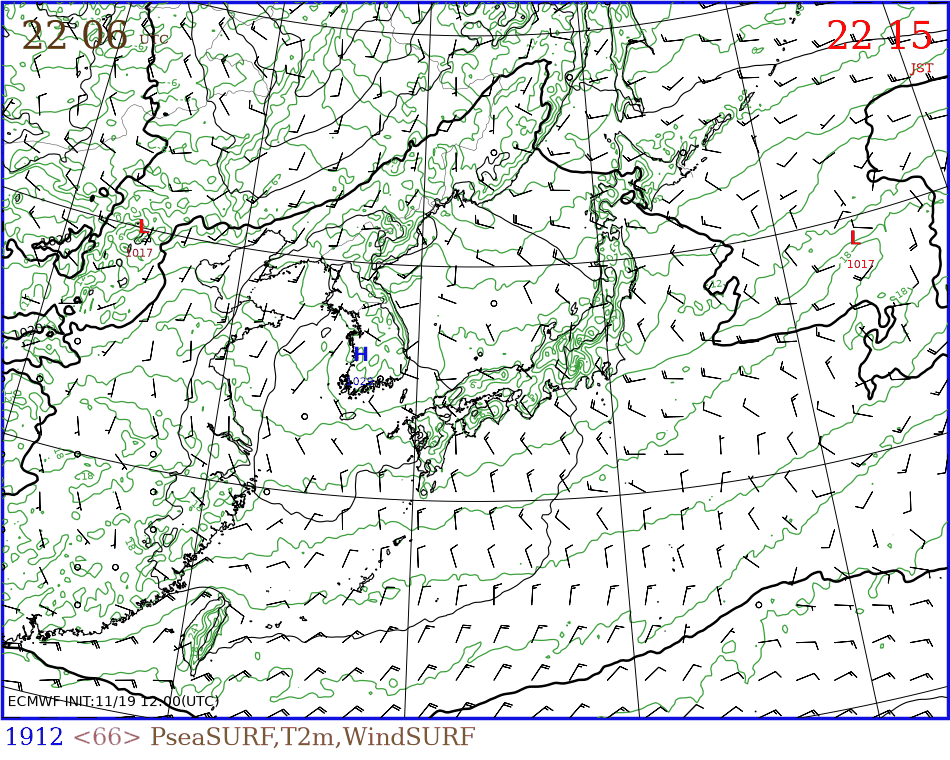 22 06 UTC
22 15
JST
L
1017
L
1017
1020
H
ECMWF INIT:11/19 12:00(UTC)
1912 <66> PseaSURF,T2m,WindSURF